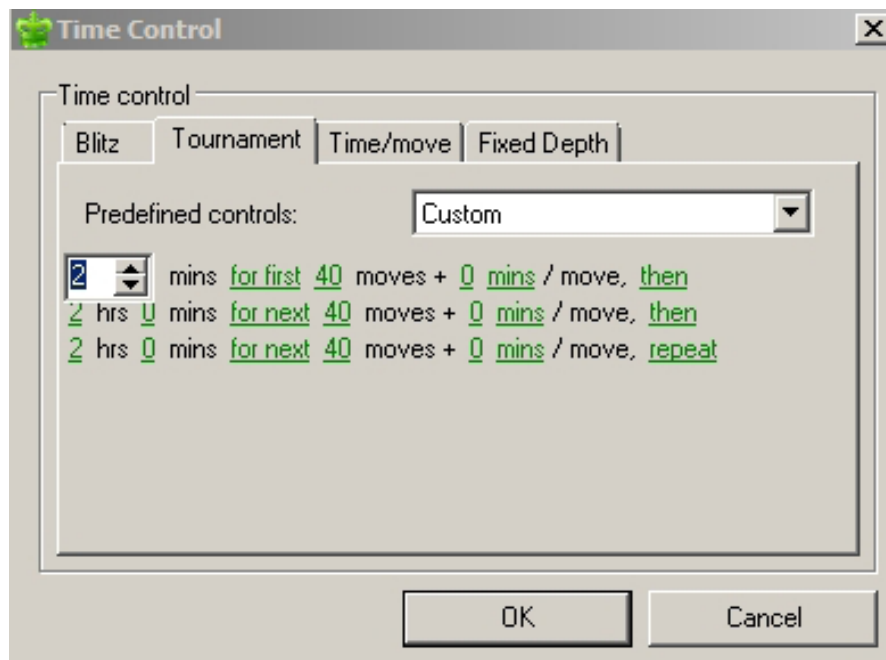 Time Control
Time control
Blitz Tournament Time/move Fixed Depth
Predefined controls: Custom
2 mins for first 40 moves + 0 mins / move, then
2 hrs 0 mins for next 40 moves + 0 mins / move, then
2 hrs 0 mins for next 40 moves + 0 mins / move, repeat
OK Cancel